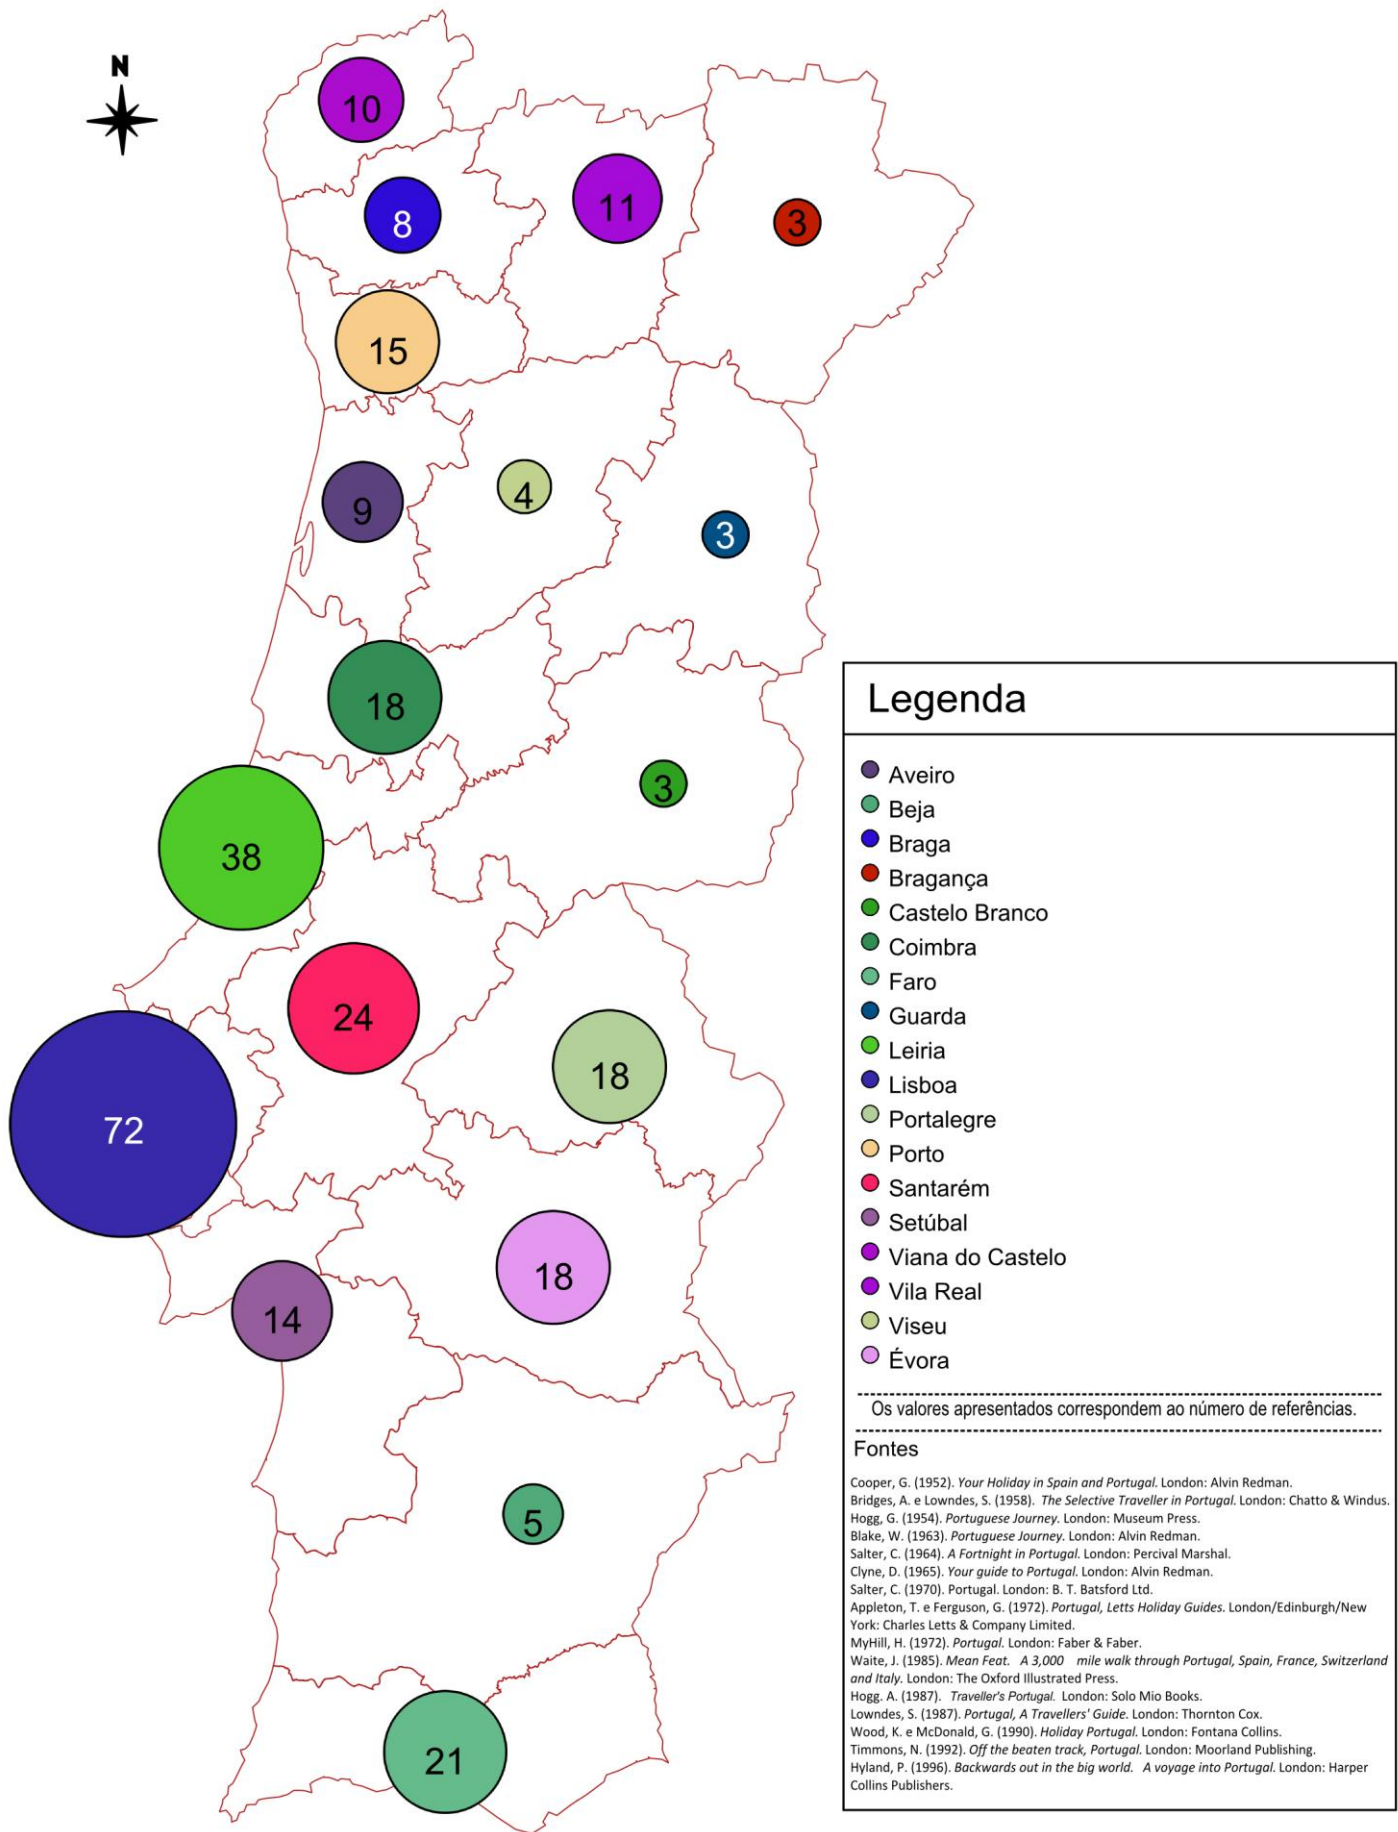 N
10
11
8
3
15
9
4
3
18
3
38
24
18
72
18
14
5
21
Legenda
Aveiro
Beja
Braga
Bragança
Castelo Branco
Coimbra
Faro
Guarda
Leiria
Lisboa
Portalegre
Porto
Santarém
Setúbal
Viana do Castelo
Vila Real
Viseu
Évora
Os valores apresentados correspondem ao número de referências.
Fontes
Cooper, G. (1952). Your Holiday in Spain and Portugal. London: Alvin Redman.
Bridges, A. e Lowndes, S. (1958). The Selective Traveller in Portugal. London: Chatto & Windus.
Hogg, G. (1954). Portuguese Journey. London: Museum Press.
Blake, W. (1963). Portuguese Journey. London: Alvin Redman.
Salter, C. (1964). A Fortnight in Portugal. London: Percival Marshal.
Clyne, D. (1965). Your guide to Portugal. London: Alvin Redman.
Salter, C. (1970). Portugal. London: B. T. Batsford Ltd.
Appleton, T. e Ferguson, G. (1972). Portugal, Letts Holiday Guides. London/Edinburgh/New
York: Charles Letts & Company Limited.
MyHill, H. (1972). Portugal. London: Faber & Faber.
Waite, J. (1985). Mean Feat. A 3,000 mile walk through Portugal, Spain, France, Switzerland
and Italy. London: The Oxford Illustrated Press.
Hogg. A. (1987). Traveller's Portugal. London: Solo Mio Books.
Lowndes, S. (1987). Portugal, A Travellers' Guide. London: Thornton Cox.
Wood, K. e McDonald, G. (1990). Holiday Portugal. London: Fontana Collins.
Timmons, N. (1992). Off the beaten track, Portugal. London: Moorland Publishing.
Hyland, P. (1996). Backwards out in the big world. A voyage into Portugal. London: Harper
Collins Publishers.